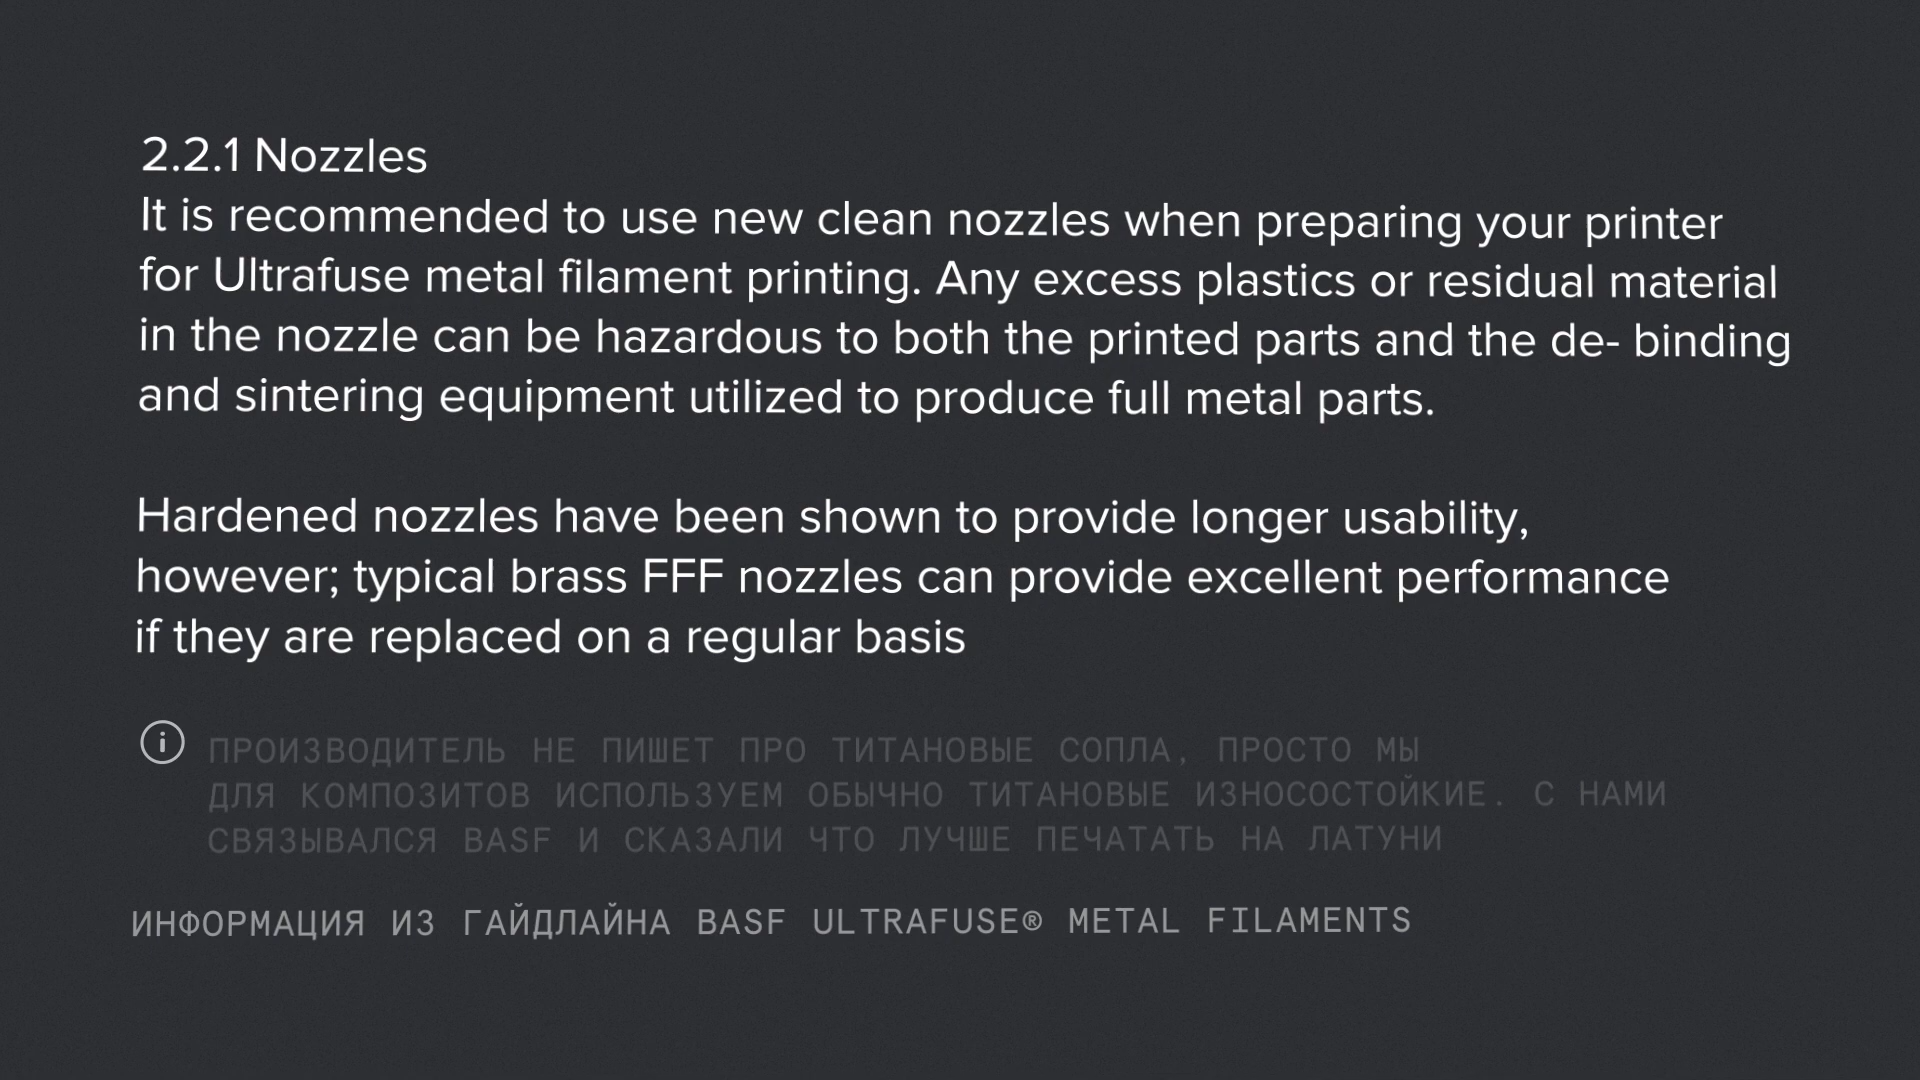 2.2.1 Nozzles
It is recommended to use new clean nozzles when preparing your printer
for Ultrafuse metal filament printing. Any excess plastics or residual material
in the nozzle can be hazardous to both the printed parts and the de- binding
and sintering equipment utilized to produce full metal parts.
Hardened nozzles have been shown to provide longer usability,
however; typical brass FFF nozzles can provide excellent performance
if they are replaced on a regular basis
ПРОИЗВОДИТЕЛЬ НЕ ПИШЕТ ПРО ТИТАНОВЫЕ СОПЛА, ПРОСТО МЫ
ДЛЯ КОМПОЗИТОВ ИСПОЛЬЗУЕМ ОБЫЧНО ТИТАНОВЫЕ ИЗНОСОСТОЙКИЕ. С НАМИ
СВЯЗЫВАЛСЯ BASF И СКАЗАЛИ ЧТО ЛУЧШЕ ПЕЧАТАТЬ НА ЛАТУНИ
ИНФОРМАЦИЯ ИЗ ГАЙДЛАЙНА BASF ULTRAFUSE® METAL FILAMENTS